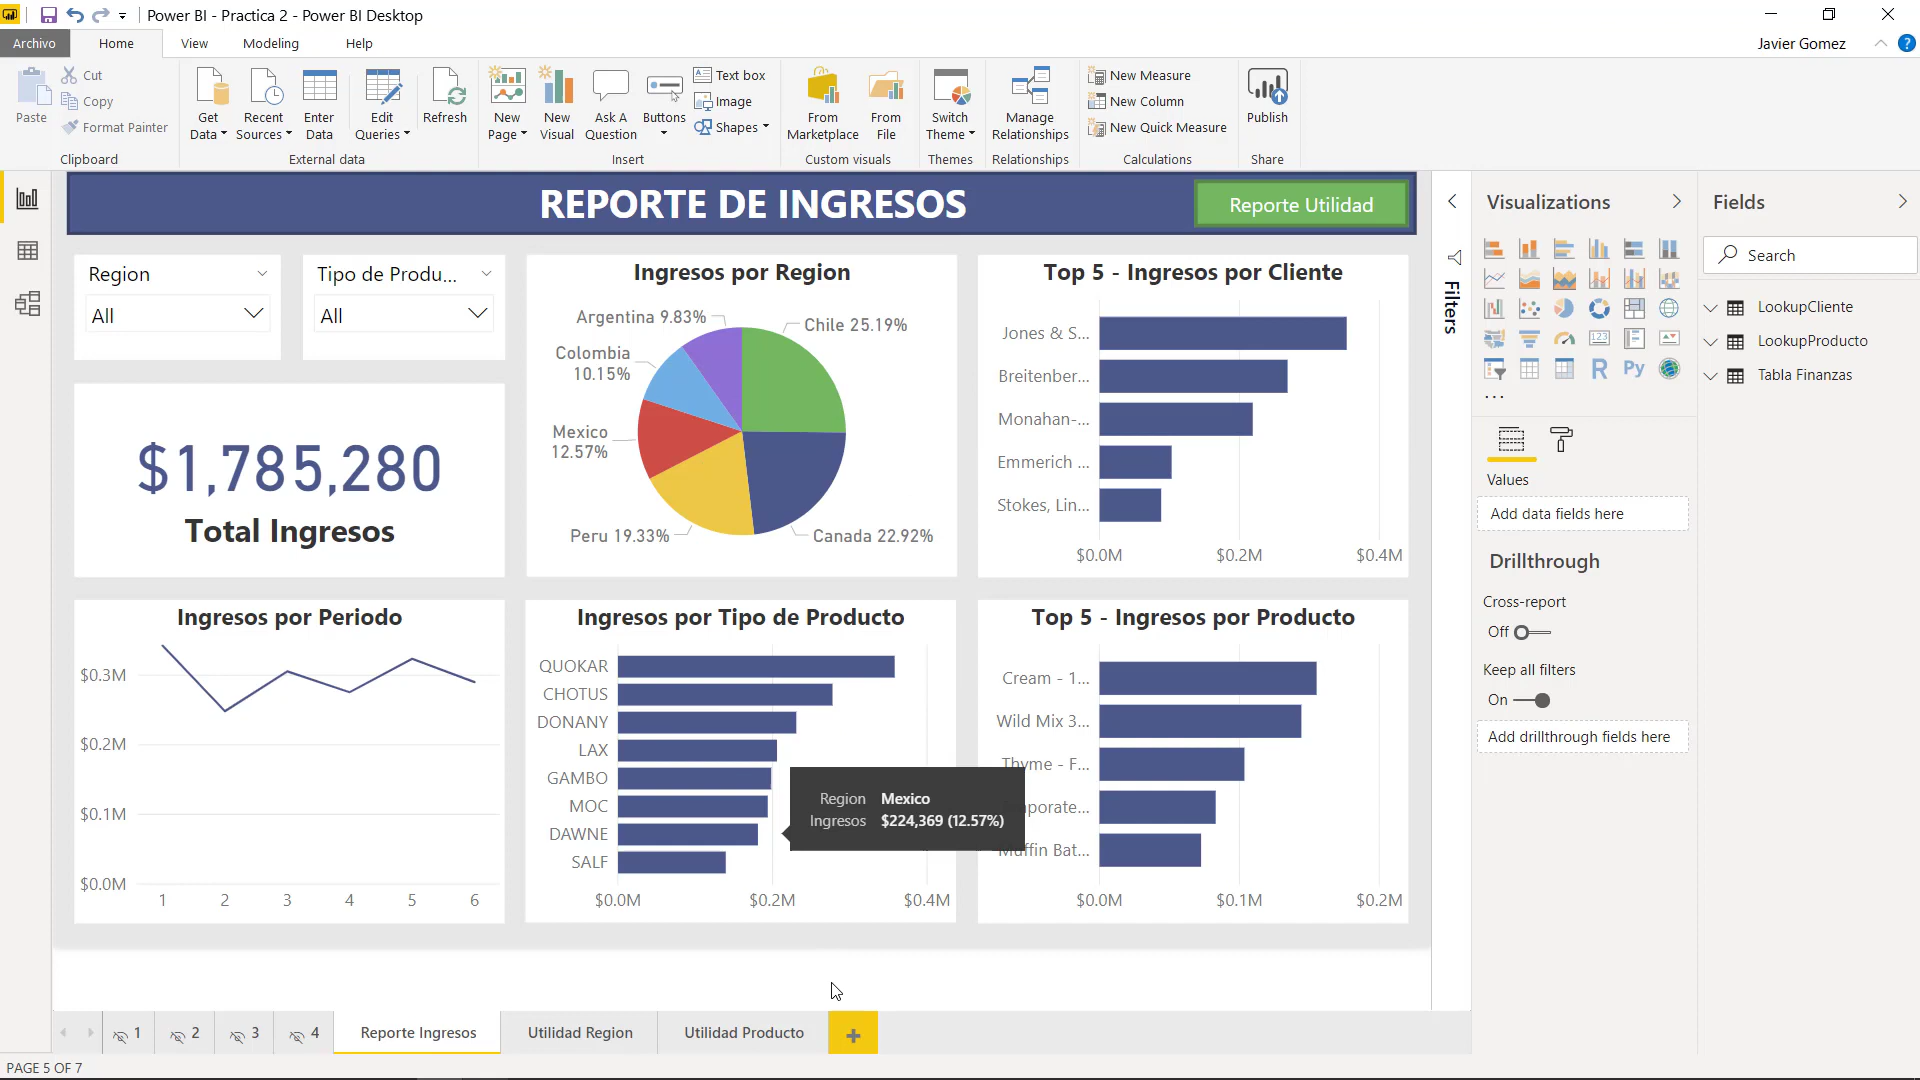 Power BI - Practica 2 - Power BI Desktop
Archivo
Home
View
Modeling
Help
Javier Gomez
?
Paste
Cut
Copy
Format Painter
Clipboard
Get Data
Recent Sources
Enter Data
Edit Queries
Refresh
External data
New Page
New Visual
Ask A Question
Buttons
Text box
Image
Shapes
Insert
From Marketplace
From File
Custom visuals
Switch Theme
Themes
Manage Relationships
Relationships
New Measure
New Column
New Quick Measure
Calculations
Publish
Share
REPORTE DE INGRESOS
Reporte Utilidad
Region
All
Tipo de Produ...
All
$1,785,280
Total Ingresos
Ingresos por Region
Argentina 9.83%
Chile 25.19%
Colombia
10.15%
Mexico
12.57%
Peru 19.33%
Canada 22.92%
Top 5 - Ingresos por Cliente
Jones & S...
Breitenber...
Monahan-...
Emmerich ...
Stokes, Lin...
$0.0M
$0.2M
$0.4M
Ingresos por Periodo
$0.3M
$0.2M
$0.1M
$0.0M
1
2
3
4
5
6
Ingresos por Tipo de Producto
QUOKAR
CHOTUS
DONANY
LAX
GAMBO
MOC
DAWNE
SALF
$0.0M
$0.2M
$0.4M
Region Mexico
Ingresos $224,369 (12.57%)
Top 5 - Ingresos por Producto
Cream - 1...
Wild Mix 3...
Thyme - F...
Muffin Bat...
$0.0M
$0.1M
$0.2M
Filters
Visualizations
123
R
Py
...
Values
Add data fields here
Drillthrough
Cross-report
Off
Keep all filters
On
Add drillthrough fields here
Fields
Search
LookupCliente
LookupProducto
Tabla Finanzas
1
2
3
4
Reporte Ingresos
Utilidad Region
Utilidad Producto
PAGE 5 OF 7